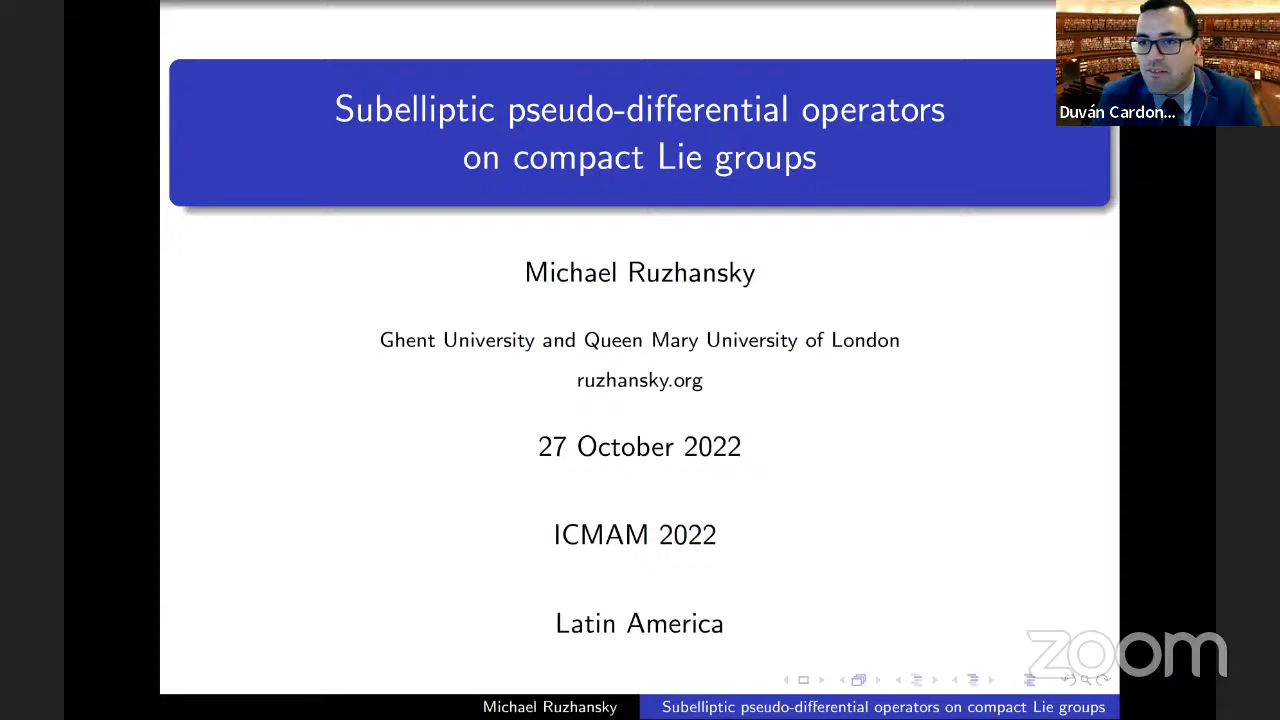 Subelliptic pseudo-differential operators
on compact Lie groups
Duván Cardon...
Michael Ruzhansky
Ghent University and Queen Mary University of London
ruzhansky.org
27 October 2022
ICMAM 2022
Latin America
zoom
Michael Ruzhansky
Subelliptic pseudo-differential operators on compact Lie groups